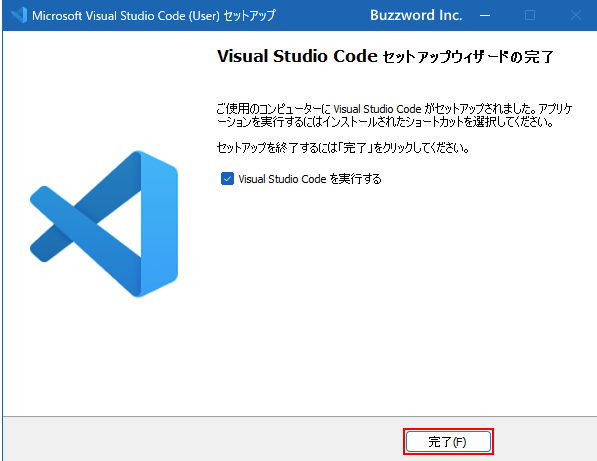 Microsoft Visual Studio Code (User) セットアップ
Buzzword Inc.
Visual Studio Code セットアップウィザードの完了
ご使用のコンピューターに Visual Studio Code がセットアップされました。アプリケ
ーションを実行するにはインストールされたショートカットを選択してください。
セットアップを終了するには「完了」をクリックしてください。
Visual Studio Code を実行する
完了(F)